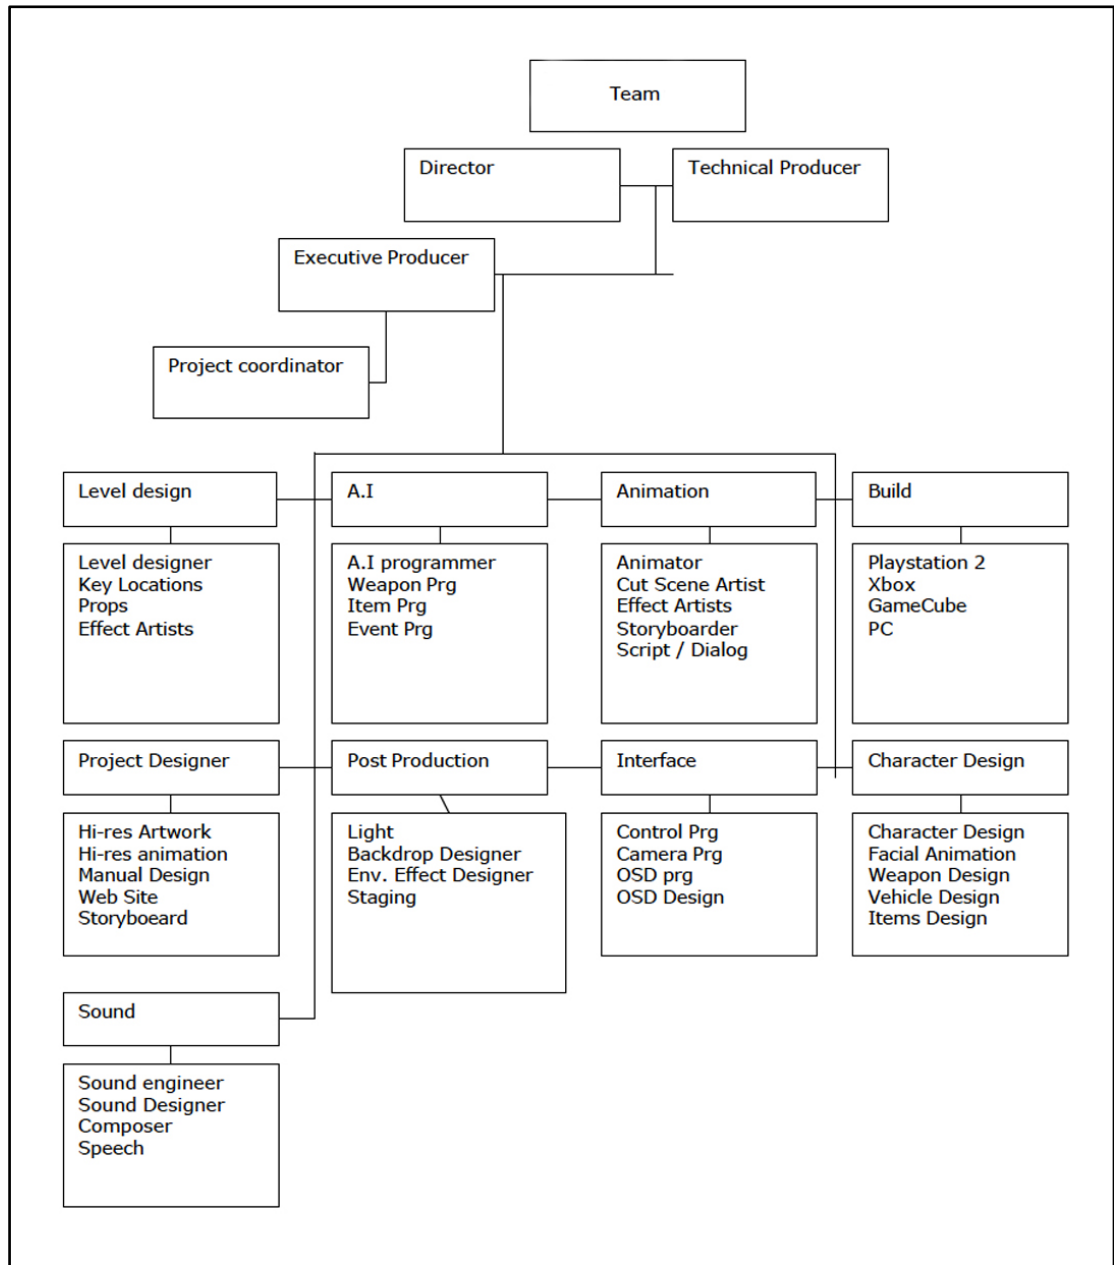 Team
Director
Technical Producer
Executive Producer
Project coordinator
Level design
A.I
Animation
Build
Level designer
Key Locations
Props
Effect Artists
A.I programmer
Weapon Prg
Item Prg
Event Prg
Animator
Cut Scene Artist
Effect Artists
Storyboarder
Script / Dialog
Playstation 2
Xbox
GameCube
PC
Project Designer
Post Production
Interface
Character Design
Hi-res Artwork
Hi-res animation
Manual Design
Web Site
Storyboeard
Light
Backdrop Designer
Env. Effect Designer
Staging
Control Prg
Camera Prg
OSD prg
OSD Design
Character Design
Facial Animation
Weapon Design
Vehicle Design
Items Design
Sound
Sound engineer
Sound Designer
Composer
Speech